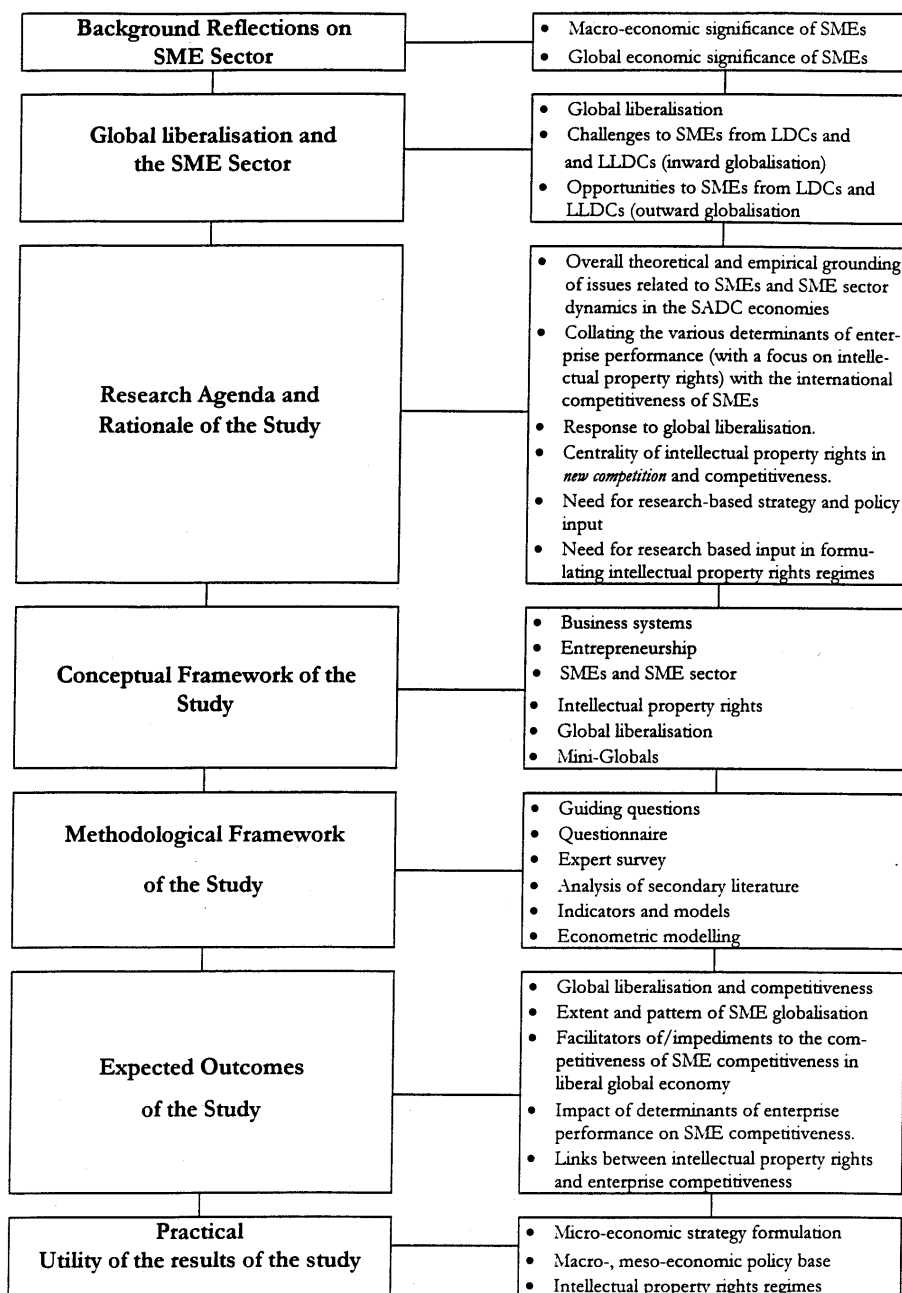 Background Reflections on
SME Sector
• Macro-economic significance of SMEs
• Global economic significance of SMEs
Global liberalisation and
the SME Sector
• Global liberalisation
• Challenges to SMEs from LDCs and
and LLDCs (inward globalisation)
• Opportunities to SMEs from LDCs and
LLDCs (outward globalisation
Research Agenda and
Rationale of the Study
• Overall theoretical and empirical grounding
of issues related to SMEs and SME sector
dynamics in the SADC economies
• Collating the various determinants of enter-
prise performance (with a focus on intelle-
ctual property rights) with the international
competitiveness of SMEs
• Response to global liberalisation.
• Centrality of intellectual property rights in
new competition and competitiveness.
• Need for research-based strategy and policy
input
• Need for research based input in formu-
lating intellectual property rights regimes
Conceptual Framework of the
Study
• Business systems
• Entrepreneurship
• SMEs and SME sector
• Intellectual property rights
• Global liberalisation
• Mini-Globals
Methodological Framework
of the Study
• Guiding questions
• Questionnaire
• Expert survey
• Analysis of secondary literature
• Indicators and models
• Econometric modelling
Expected Outcomes
of the Study
• Global liberalisation and competitiveness
• Extent and pattern of SME globalisation
• Facilitators of/impediments to the com-
petitiveness of SME competitiveness in
liberal global economy
• Impact of determinants of enterprise
performance on SME competitiveness.
• Links between intellectual property rights
and enterprise competitiveness
Practical
Utility of the results of the study
• Micro-economic strategy formulation
• Macro-, meso-economic policy base
• Intellectual property rights regimes